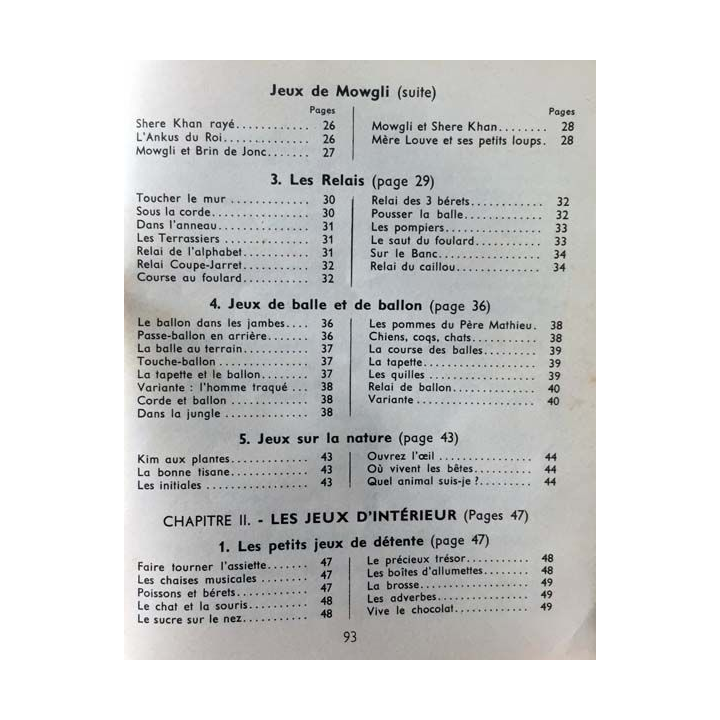 Jeux de Mowgli (suite)
Pages
Shere Khan rayé............ 26
L'Ankus du Roi............ 26
Mowgli et Brin de Jonc.......... 27
Pages
Mowgli et Shere Khan........ 28
Mère Louve et ses petits loups. 28
3. Les Relais (page 29)
Toucher le mur ............ 30
Sous la corde ............. 30
Dans l'anneau............. 31
Les Terrassiers ............ 31
Relai de l'alphabet.......... 31
Relai Coupe-Jarret.......... 32
Course au foulard.......... 32
Relai des 3 bérets............ 32
Pousser la balle............. 32
Les pompiers............... 33
Le saut du foulard........... 33
Sur le Banc................ 34
Relai du caillou............. 34
4. Jeux de balle et de ballon (page 36)
Le ballon dans les jambes.... 36
Passe-ballon en arrière....... 36
La balle au terrain.......... 37
Touche-ballon ............. 37
La tapette et le ballon....... 37
Variante : l'homme traqué ... 38
Corde et ballon ........... 38
Dans la jungle ............ 38
Les pommes du Père Mathieu. 38
Chiens, coqs, chats.......... 38
La course des balles......... 39
La tapette................. 39
Les quilles ................ 39
Relai de ballon............. 40
Variante .................. 40
5. Jeux sur la nature (page 43)
Kim aux plantes............ 43
La bonne tisane............ 43
Les initiales ............... 43
Ouvrez l'œil ............... 44
Où vivent les bêtes.......... 44
Quel animal suis-je ?......... 44
CHAPITRE II. - LES JEUX D'INTÉRIEUR (Pages 47)
1. Les petits jeux de détente (page 47)
Faire tourner l'assiette....... 47
Les chaises musicales ........ 47
Poissons et bérets........... 47
Le chat et la souris.......... 48
Le sucre sur le nez.......... 48
Le précieux trésor........... 48
Les boîtes d'allumettes....... 48
La brosse.................. 49
Les adverbes ............... 49
Vive le chocolat............. 49
93